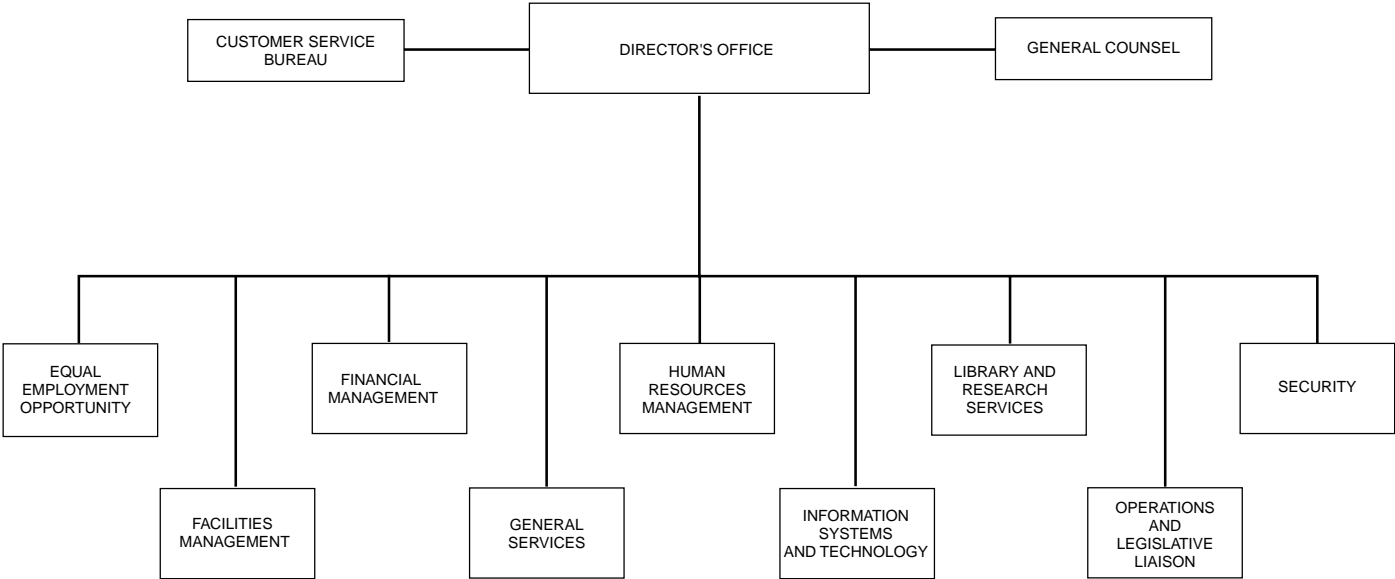 CUSTOMER SERVICE
BUREAU
DIRECTOR'S OFFICE
GENERAL COUNSEL
EQUAL
EMPLOYMENT
OPPORTUNITY
FINANCIAL
MANAGEMENT
HUMAN
RESOURCES
MANAGEMENT
LIBRARY AND
RESEARCH
SERVICES
SECURITY
FACILITIES
MANAGEMENT
GENERAL
SERVICES
INFORMATION
SYSTEMS
AND TECHNOLOGY
OPERATIONS
AND
LEGISLATIVE
LIAISON